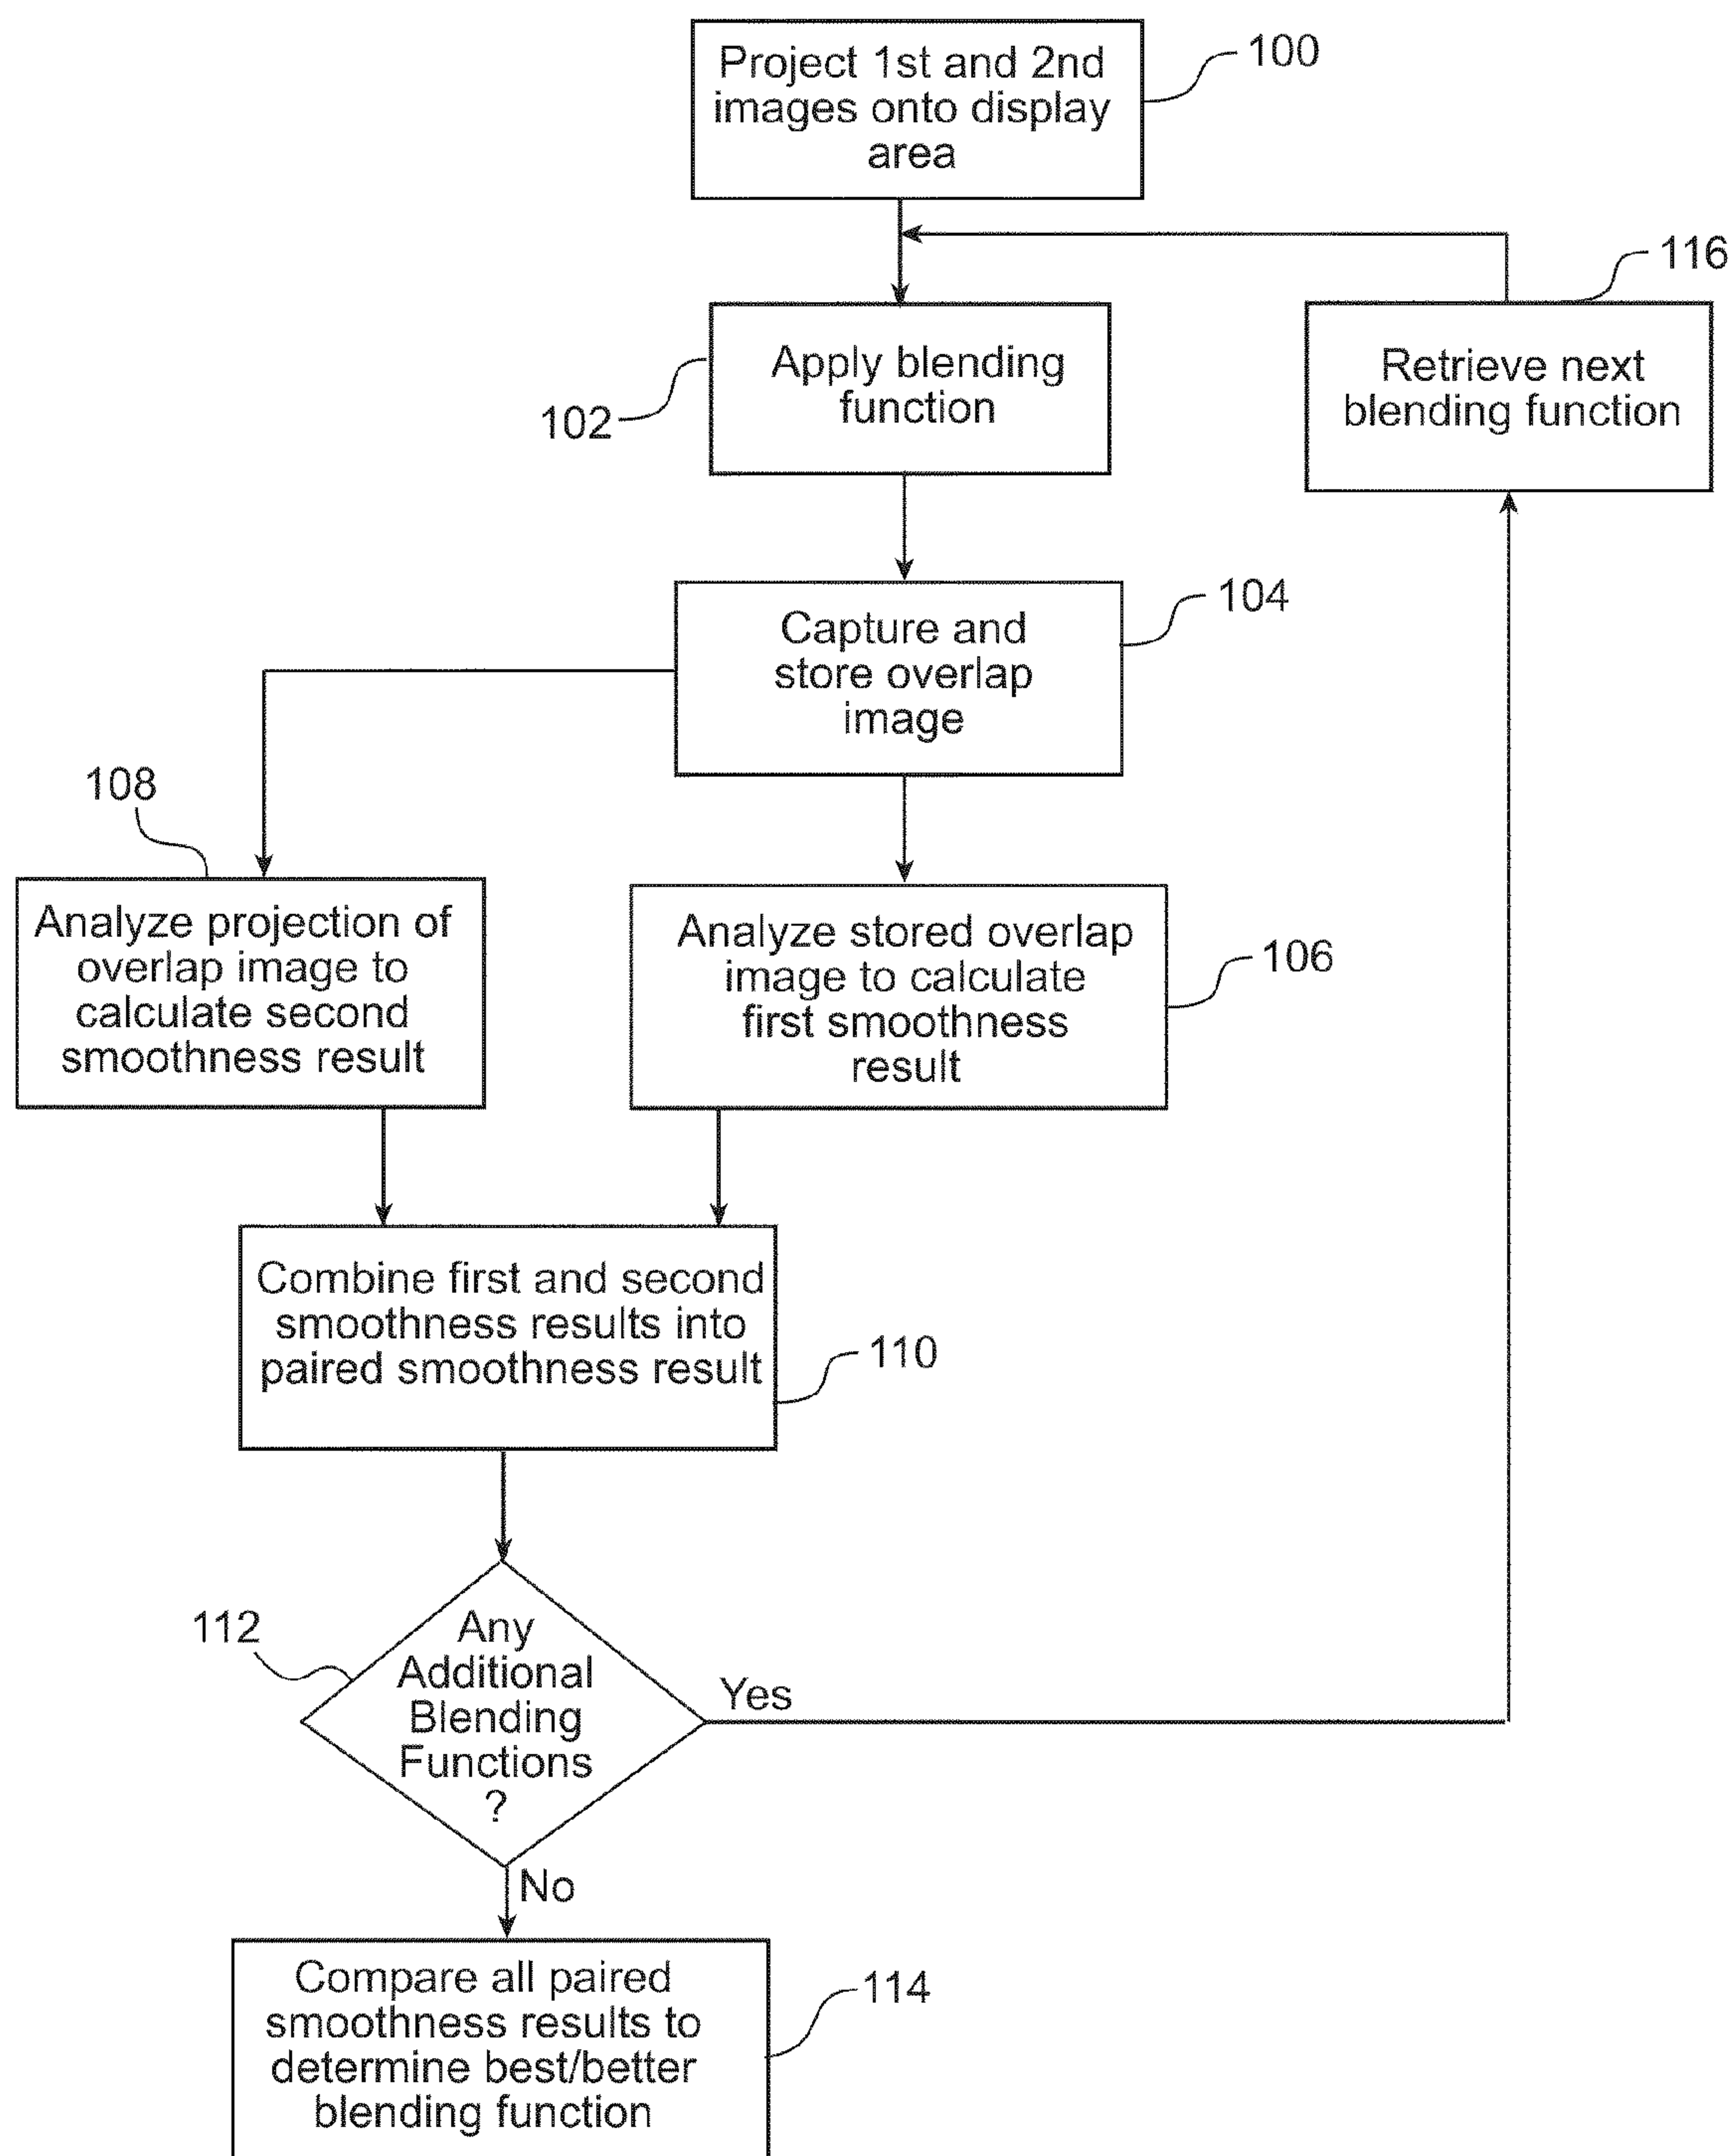 Project 1st and 2nd
images onto display
area
100
116
Apply blending
function
102
Retrieve next
blending function
Capture and
store overlap
image
104
108
Analyze projection of
overlap image to
calculate second
smoothness result
Analyze stored overlap
image to calculate
first smoothness
result
106
Combine first and second
smoothness results into
paired smoothness result
110
112
Any
Additional
Blending
Functions
?
Yes
No
Compare all paired
smoothness results to
determine best/better
blending function
114